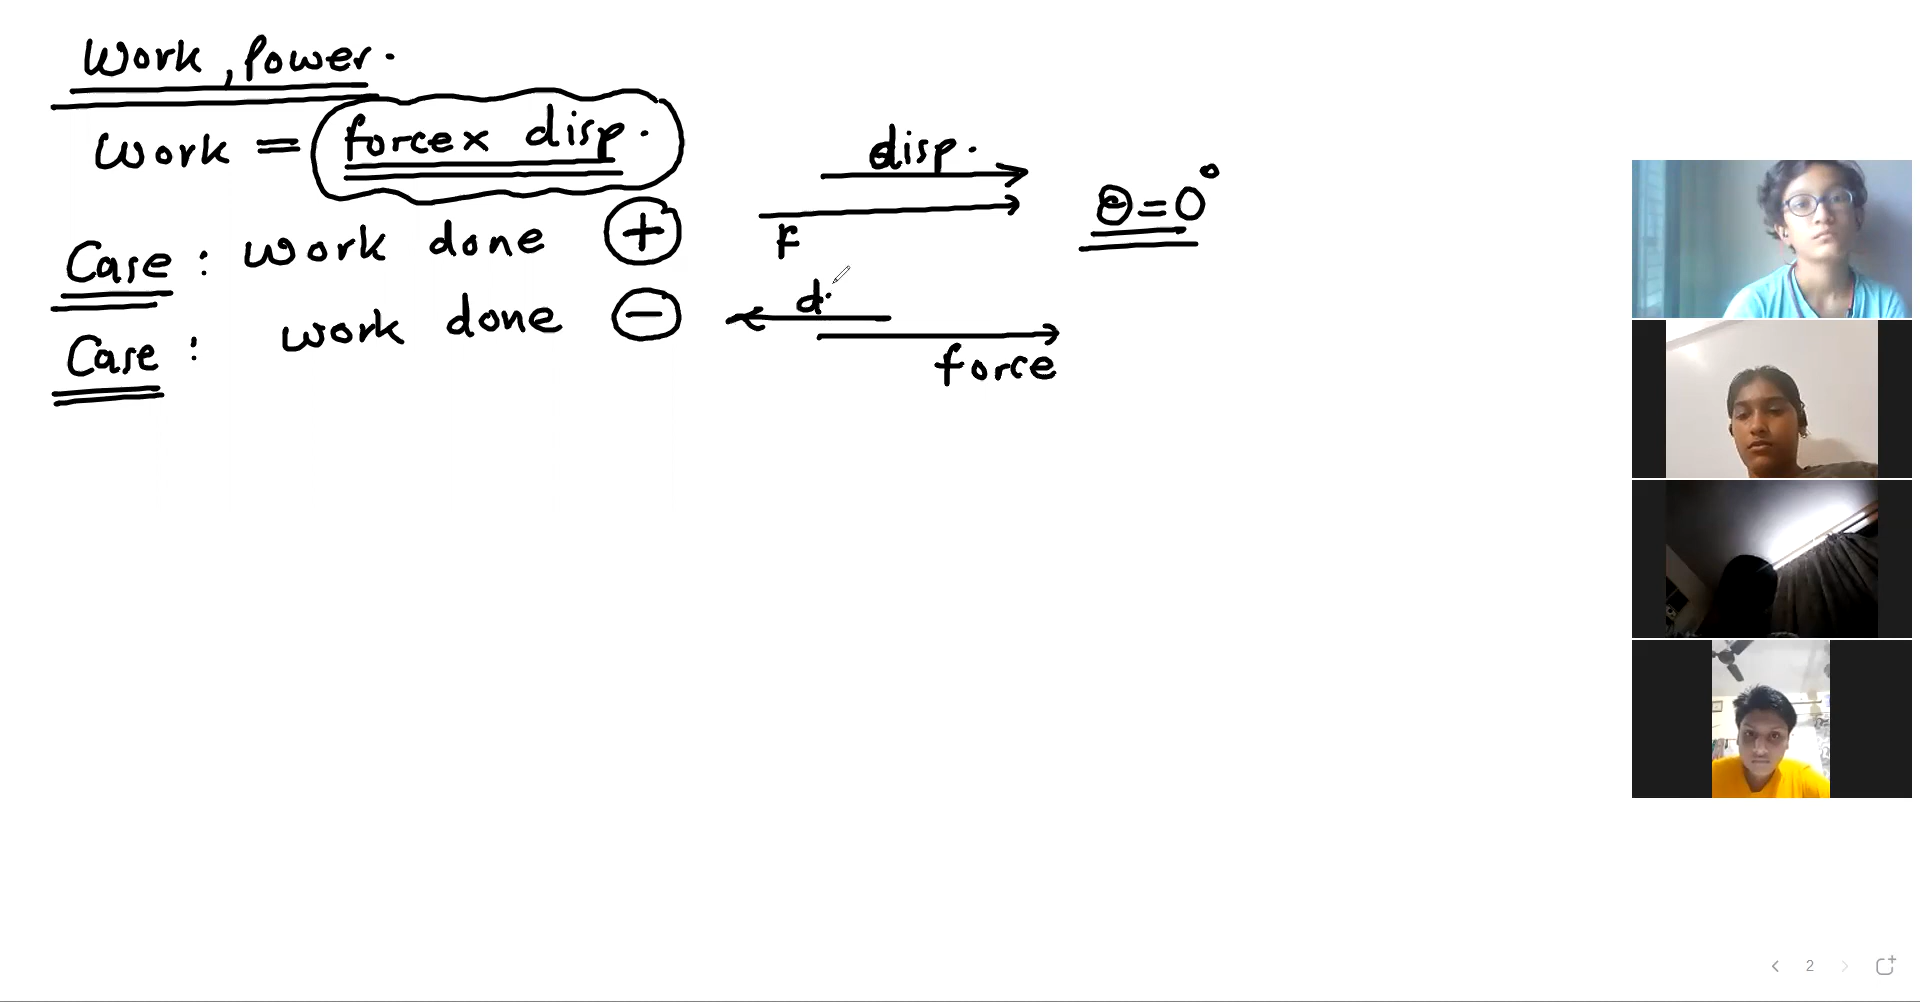 Work, Power.
Work = force x disp.
disp.
F
θ = 0°
Case : work done +
d.
force
Case : work done -
2